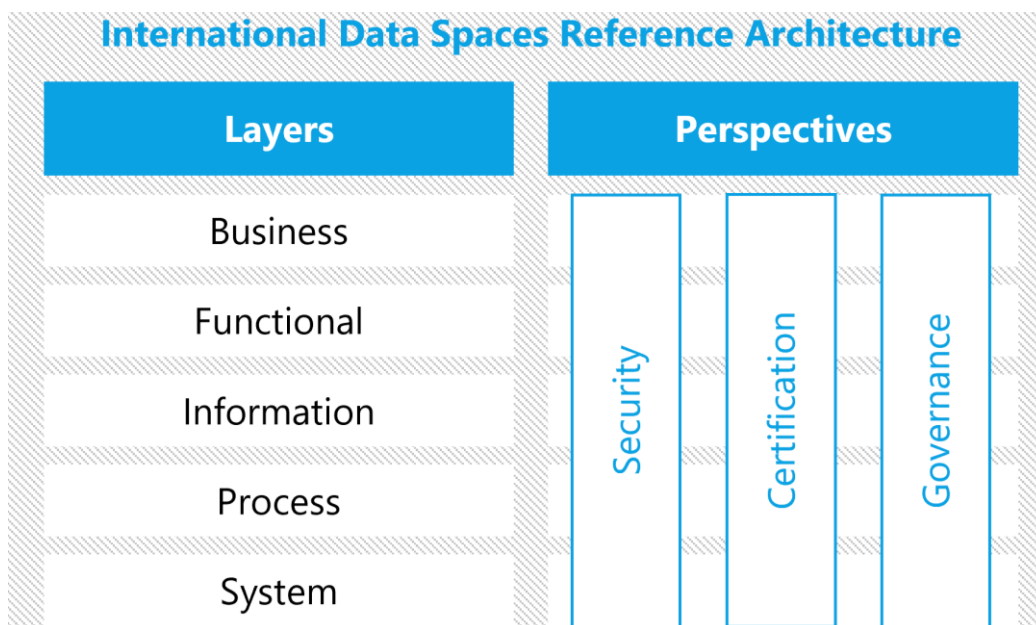 International Data Spaces Reference Architecture
Layers
Perspectives
Business
Functional
Information
Process
System
Security
Certification
Governance